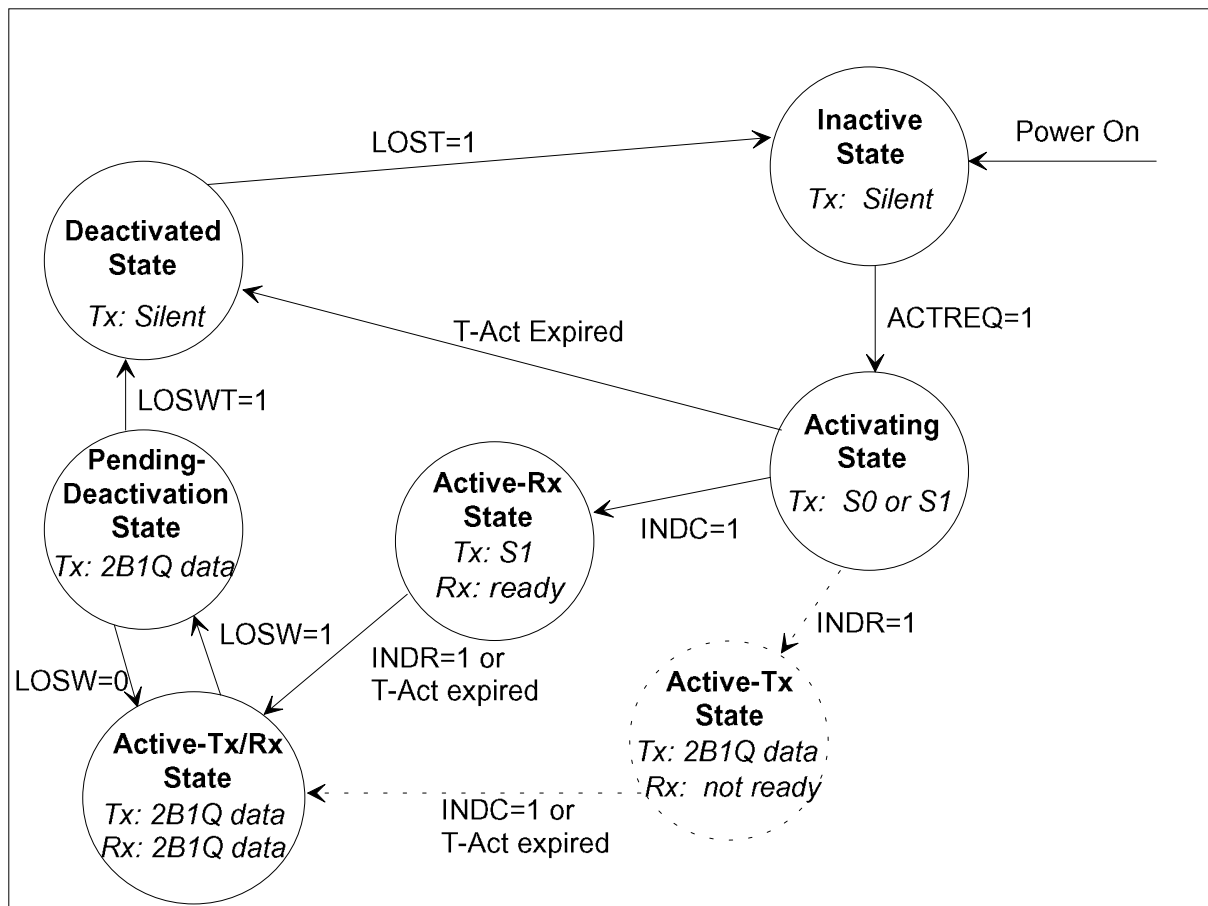 Inactive
State
Tx: Silent
Power On
LOST=1
Deactivated
State
Tx: Silent
ACTREQ=1
T-Act Expired
LOSWT=1
Activating
State
Tx: S0 or S1
Pending-
Deactivation
State
Tx: 2B1Q data
Active-Rx
State
Tx: S1
Rx: ready
INDC=1
INDR=1
LOSW=1
LOSW=0
INDR=1 or
T-Act expired
Active-Tx
State
Tx: 2B1Q data
Rx: not ready
Active-Tx/Rx
State
Tx: 2B1Q data
Rx: 2B1Q data
INDC=1 or
T-Act expired